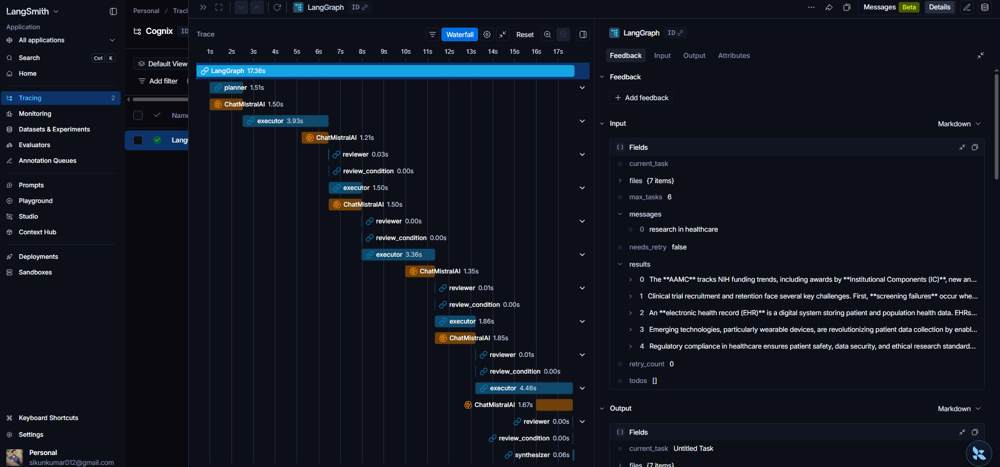 LangSmith
Application
All applications
Search Ctrl K
Home
Tracing 2
Monitoring
Datasets & Experiments
Evaluators
Annotation Queues
Prompts
Playground
Studio
Context Hub
Deployments
Sandboxes
Keyboard Shortcuts
Settings
Personal
sikunkumar012@gmail.com
Personal / Traci
Cognix ID
Default View
Add filter
Name
LangG
LangGraph ID
Messages Beta Details
Trace
Waterfall
Reset
1s 2s 3s 4s 5s 6s 7s 8s 9s 10s 11s 12s 13s 14s 15s 16s 17s
LangGraph 17.36s
planner 1.51s
ChatMistralAI 1.50s
executor 3.93s
ChatMistralAI 1.21s
reviewer 0.03s
review_condition 0.00s
executor 1.50s
ChatMistralAI 1.50s
reviewer 0.00s
review_condition 0.00s
executor 3.36s
ChatMistralAI 1.35s
reviewer 0.01s
review_condition 0.00s
executor 1.86s
ChatMistralAI 1.85s
reviewer 0.01s
review_condition 0.00s
executor 4.46s
ChatMistralAI 1.67s
reviewer 0.00s
review_condition 0.00s
synthesizer 0.06s
LangGraph ID
Feedback Input Output Attributes
Feedback
+ Add feedback
Input Markdown
Fields
current_task
files {7 items}
max_tasks 6
messages
0 research in healthcare
needs_retry false
results
0 The **AAMC** tracks NIH funding trends, including awards by **Institutional Components (IC)**, new an...
1 Clinical trial recruitment and retention face several key challenges. First, **screening failures** occur whe...
2 An **electronic health record (EHR)** is a digital system storing patient and population health data. EHRs...
3 Emerging technologies, particularly wearable devices, are revolutionizing patient data collection by enabl...
4 Regulatory compliance in healthcare ensures patient safety, data security, and ethical research standard...
retry_count 0
todos []
Output Markdown
Fields
current_task Untitled Task
files {7 items}